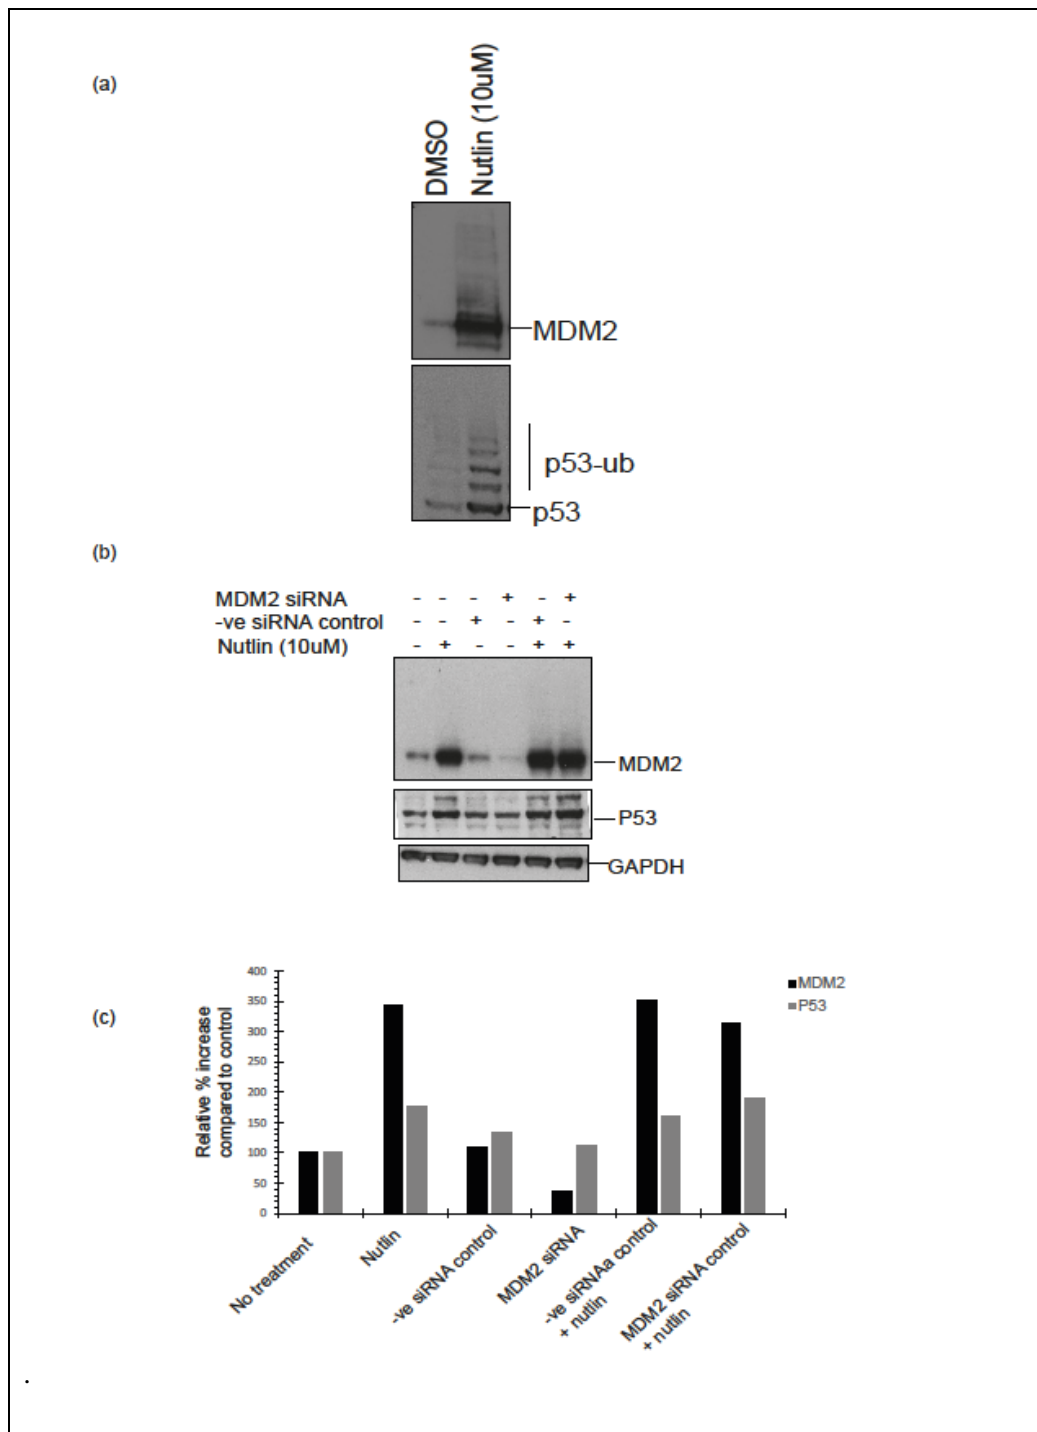 (a)
DMSO
Nutlin (10uM)
MDM2
p53-ub
p53
(b)
MDM2 siRNA - - - + - +
-ve siRNA control - - + - + -
Nutlin (10uM) - + - - + +
MDM2
P53
GAPDH
(c)
Relative % increase
compared to control
400
350
300
250
200
150
100
50
0
MDM2
P53
No treatment
Nutlin
-ve siRNA control
MDM2 siRNA
-ve siRNAa control
+ nutlin
MDM2 siRNA control
+ nutlin
.